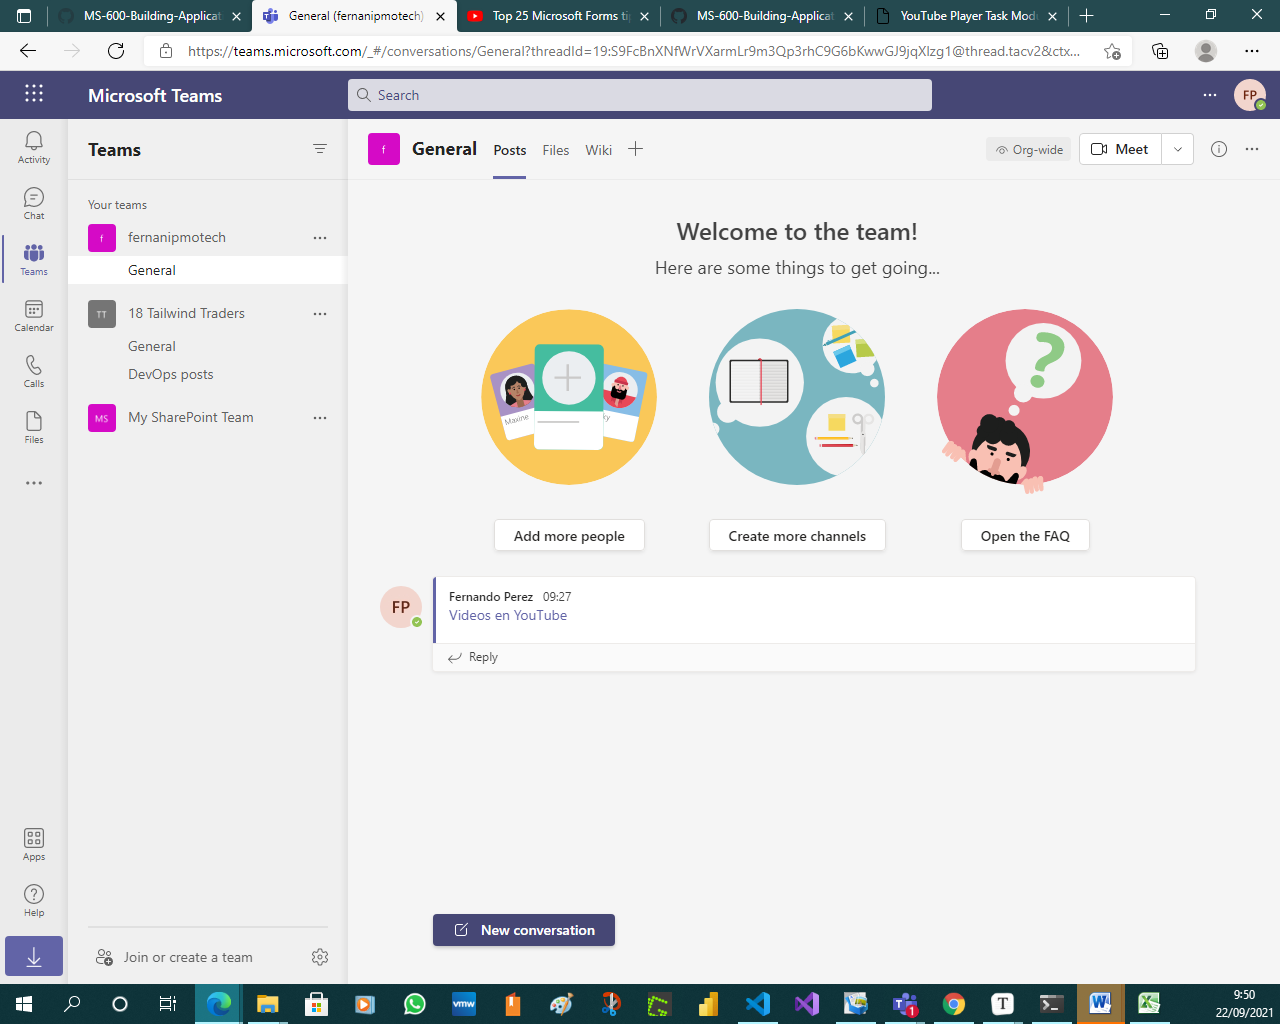 MS-600-Building-Applicat
General (fernanipmotech)
Top 25 Microsoft Forms ti
MS-600-Building-Applicat
YouTube Player Task Modu
https://teams.microsoft.com/_#/conversations/General?threadId=19:S9FcBnXNfWrVXarmLr9m3Qp3rhC9G6bKwwGJ9jqXlzg1@thread.tacv2&ctx...
Microsoft Teams
Search
FP
Activity
Chat
Teams
Calendar
Calls
Files
Apps
Help
Teams
Your teams
f
fernanipmotech
General
TT
18 Tailwind Traders
General
DevOps posts
MS
My SharePoint Team
Join or create a team
f
General
Posts
Files
Wiki
Org-wide
Meet
Welcome to the team!
Here are some things to get going...
Maxine
ky
?
Add more people
Create more channels
Open the FAQ
FP
Fernando Perez 09:27
Videos en YouTube
Reply
New conversation
vmw
T
1
9:50
22/09/2021